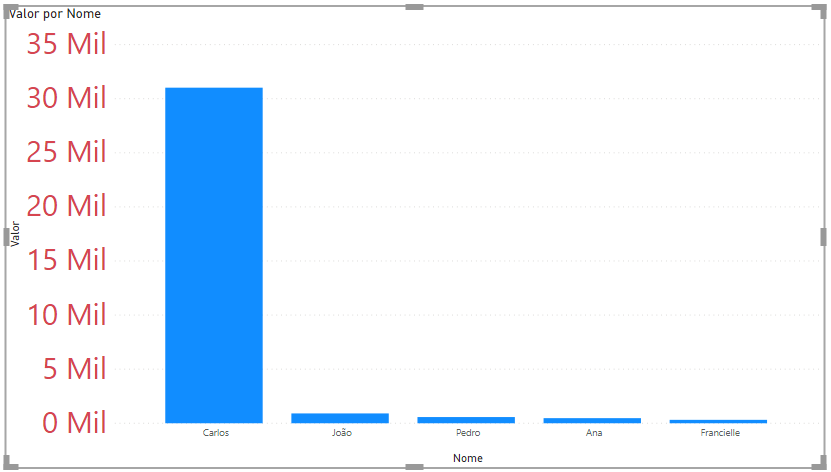 Valor por Nome
35 Mil
30 Mil
25 Mil
20 Mil
15 Mil
10 Mil
5 Mil
0 Mil
Valor
Carlos
João
Pedro
Ana
Francielle
Nome